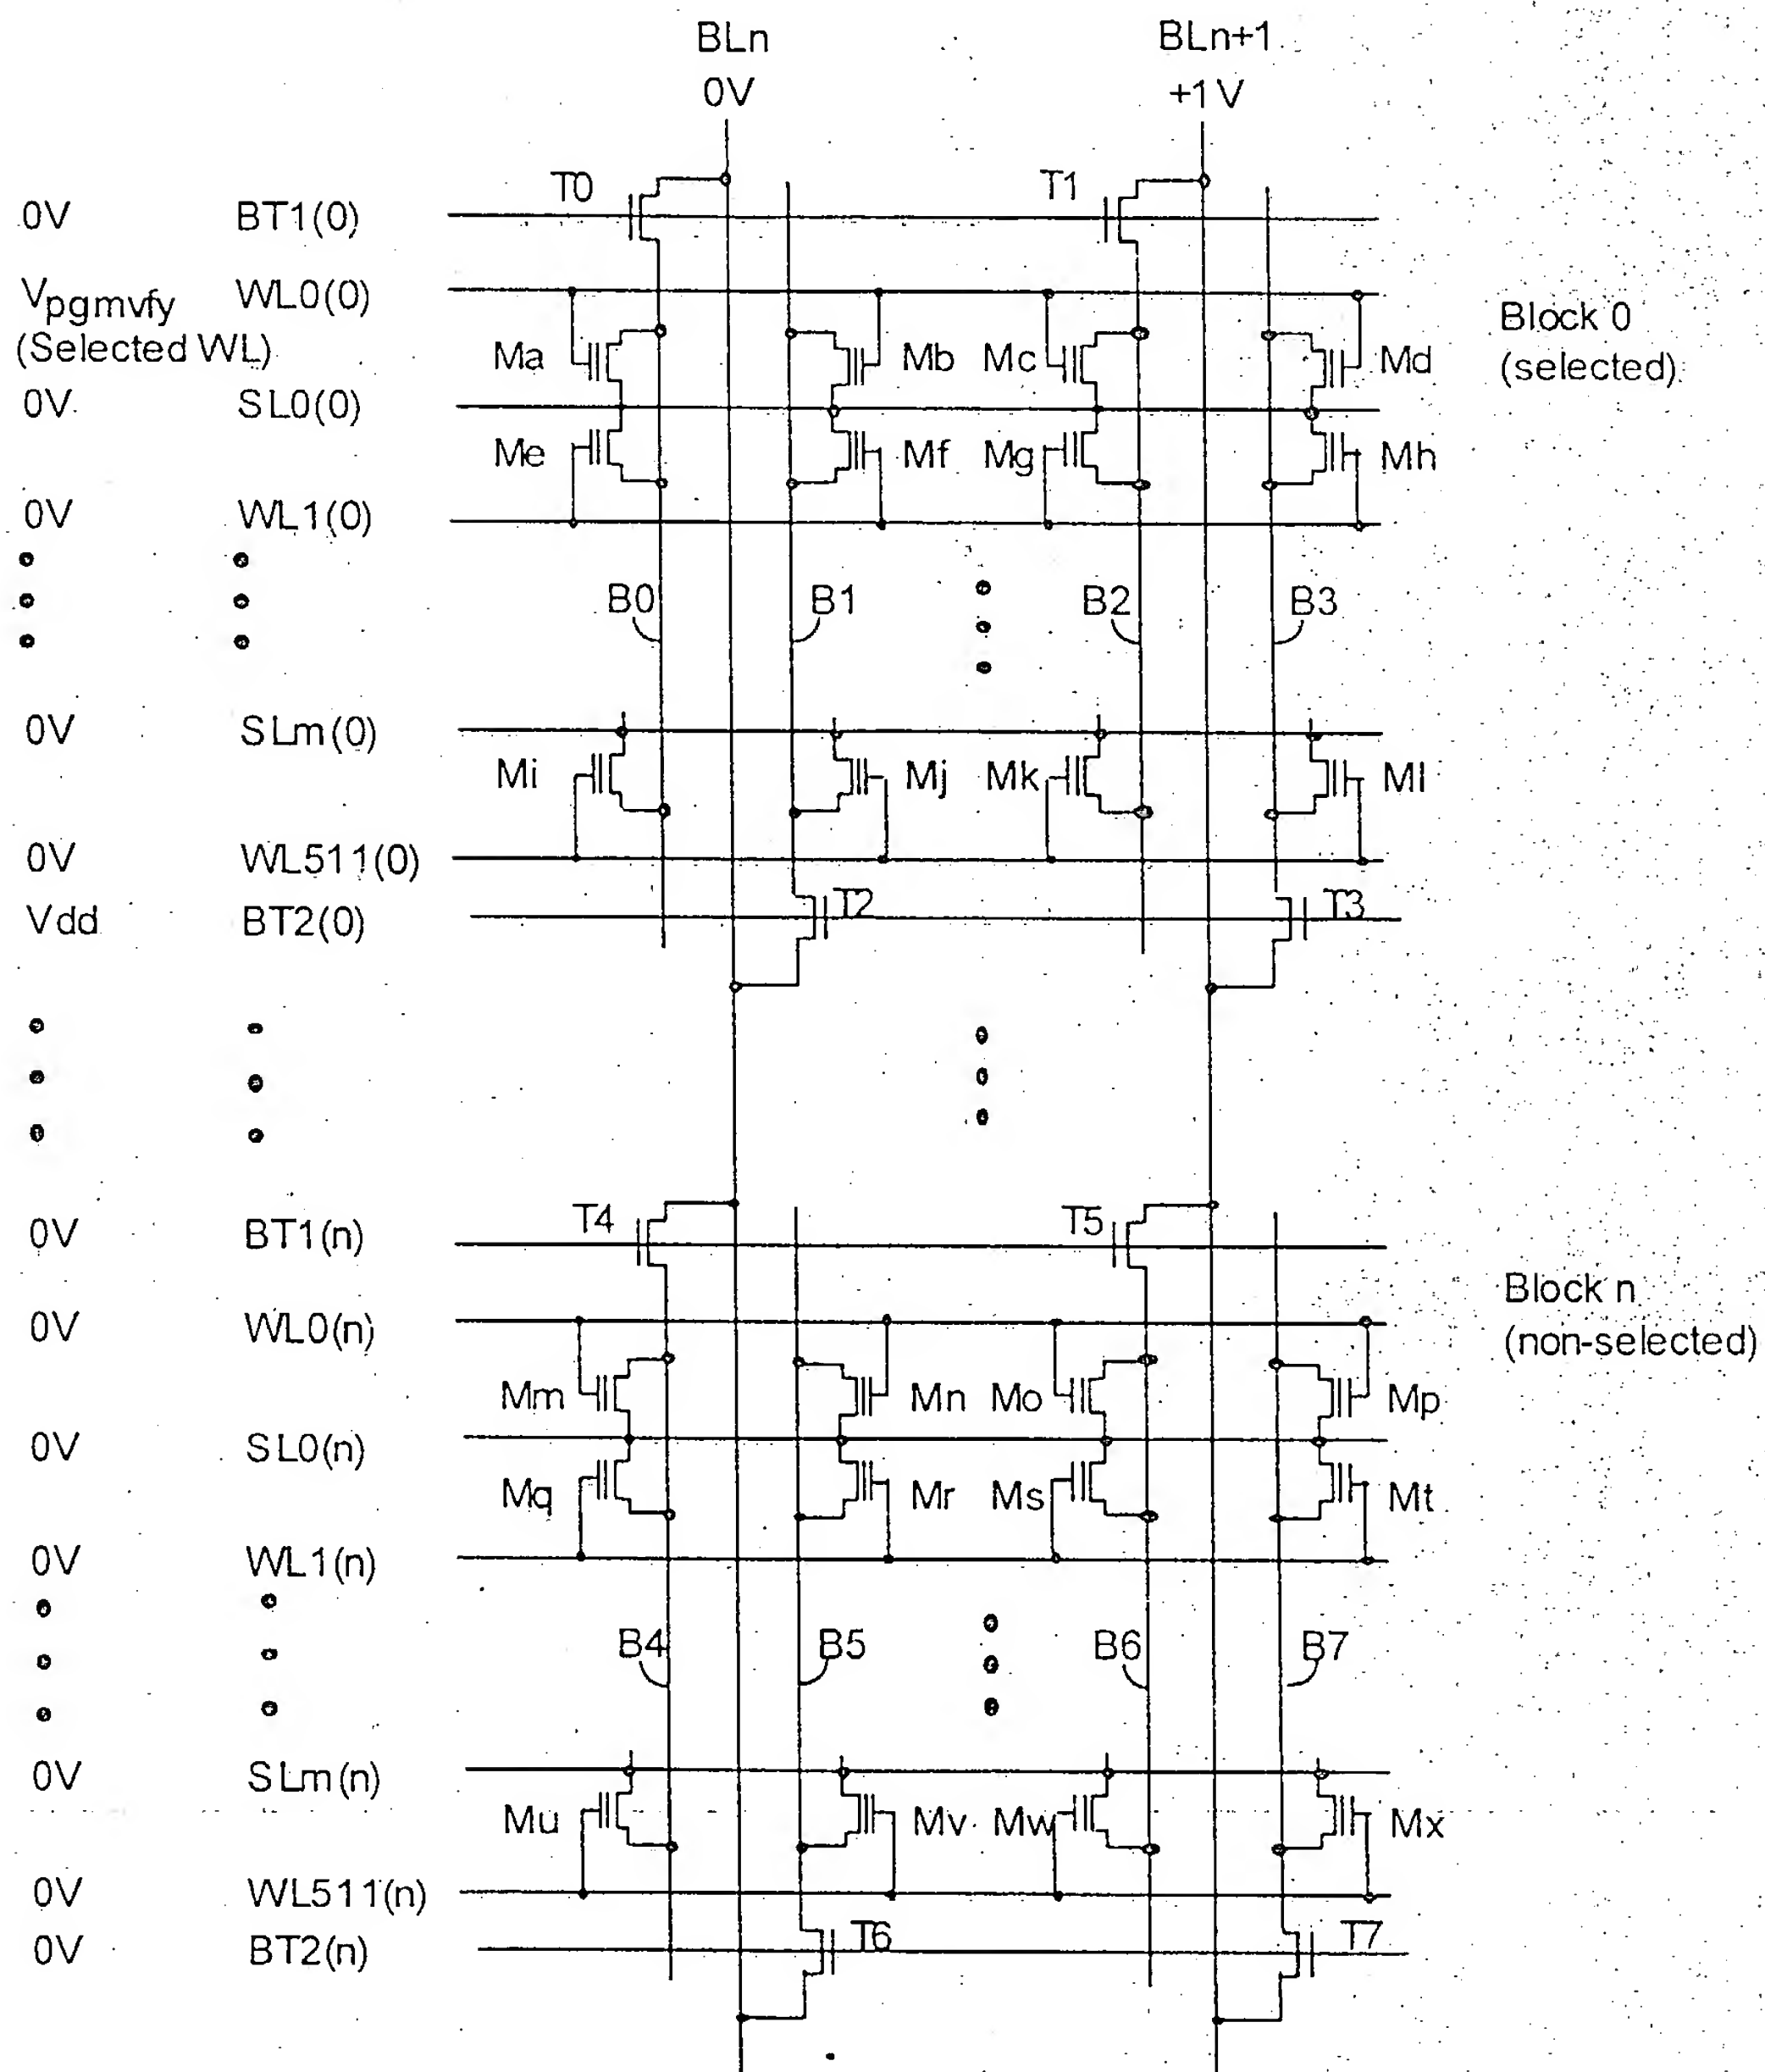 BLn BLn+1
0V +1V
T0 T1
0V BT1(0)
Vpgmvfy WL0(0)
(Selected WL)
Block 0
(selected)
Ma Mb Mc Md
0V SL0(0)
Me Mf Mg Mh
0V WL1(0)
B0 B1 B2 B3
0V SLm(0)
Mi Mj Mk Ml
0V WL511(0)
Vdd BT2(0) T2 T3
T4 T5
0V BT1(n)
Block n
(non-selected)
0V WL0(n)
Mm Mn Mo Mp
0V SL0(n)
Mq Mr Ms Mt
0V WL1(n)
B4 B5 B6 B7
0V SLm(n)
Mu Mv Mw Mx
0V WL511(n)
0V BT2(n) T6 T7